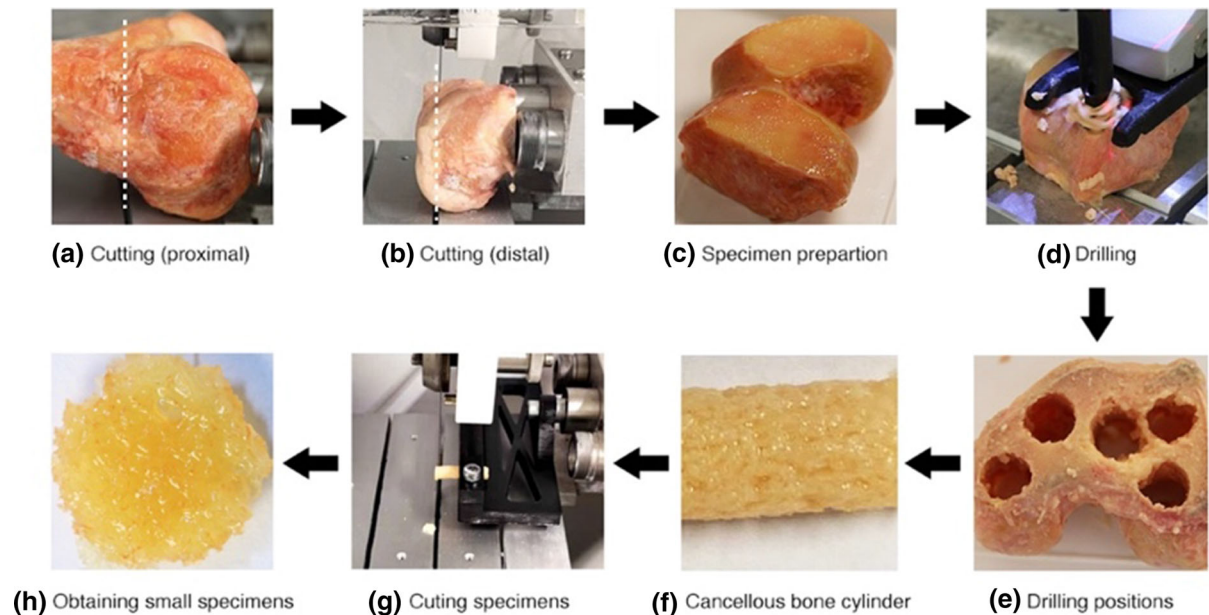 (a) Cutting (proximal)
(b) Cutting (distal)
(c) Specimen prepartion
(d) Drilling
(h) Obtaining small specimens
(g) Cuting specimens
(f) Cancellous bone cylinder
(e) Drilling positions